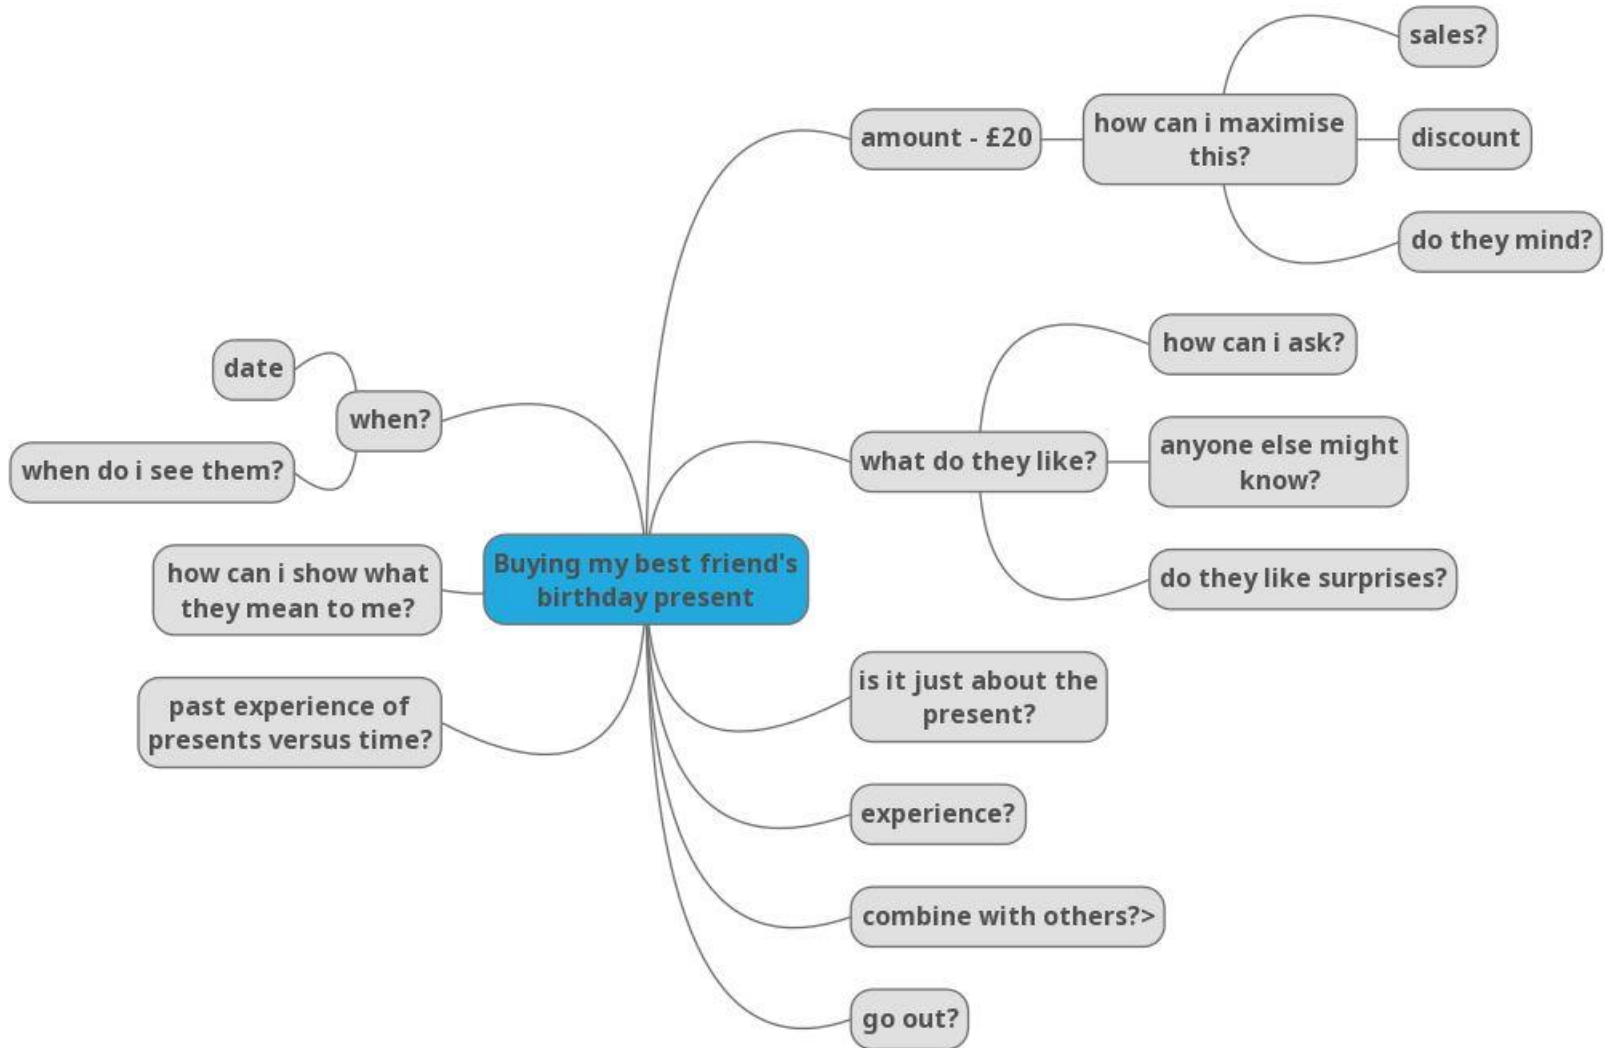 sales?
amount - £20
how can i maximise
this?
discount
do they mind?
how can i ask?
date
when?
when do i see them?
what do they like?
anyone else might
know?
do they like surprises?
how can i show what
they mean to me?
Buying my best friend's
birthday present
past experience of
presents versus time?
is it just about the
present?
experience?
combine with others?>
go out?